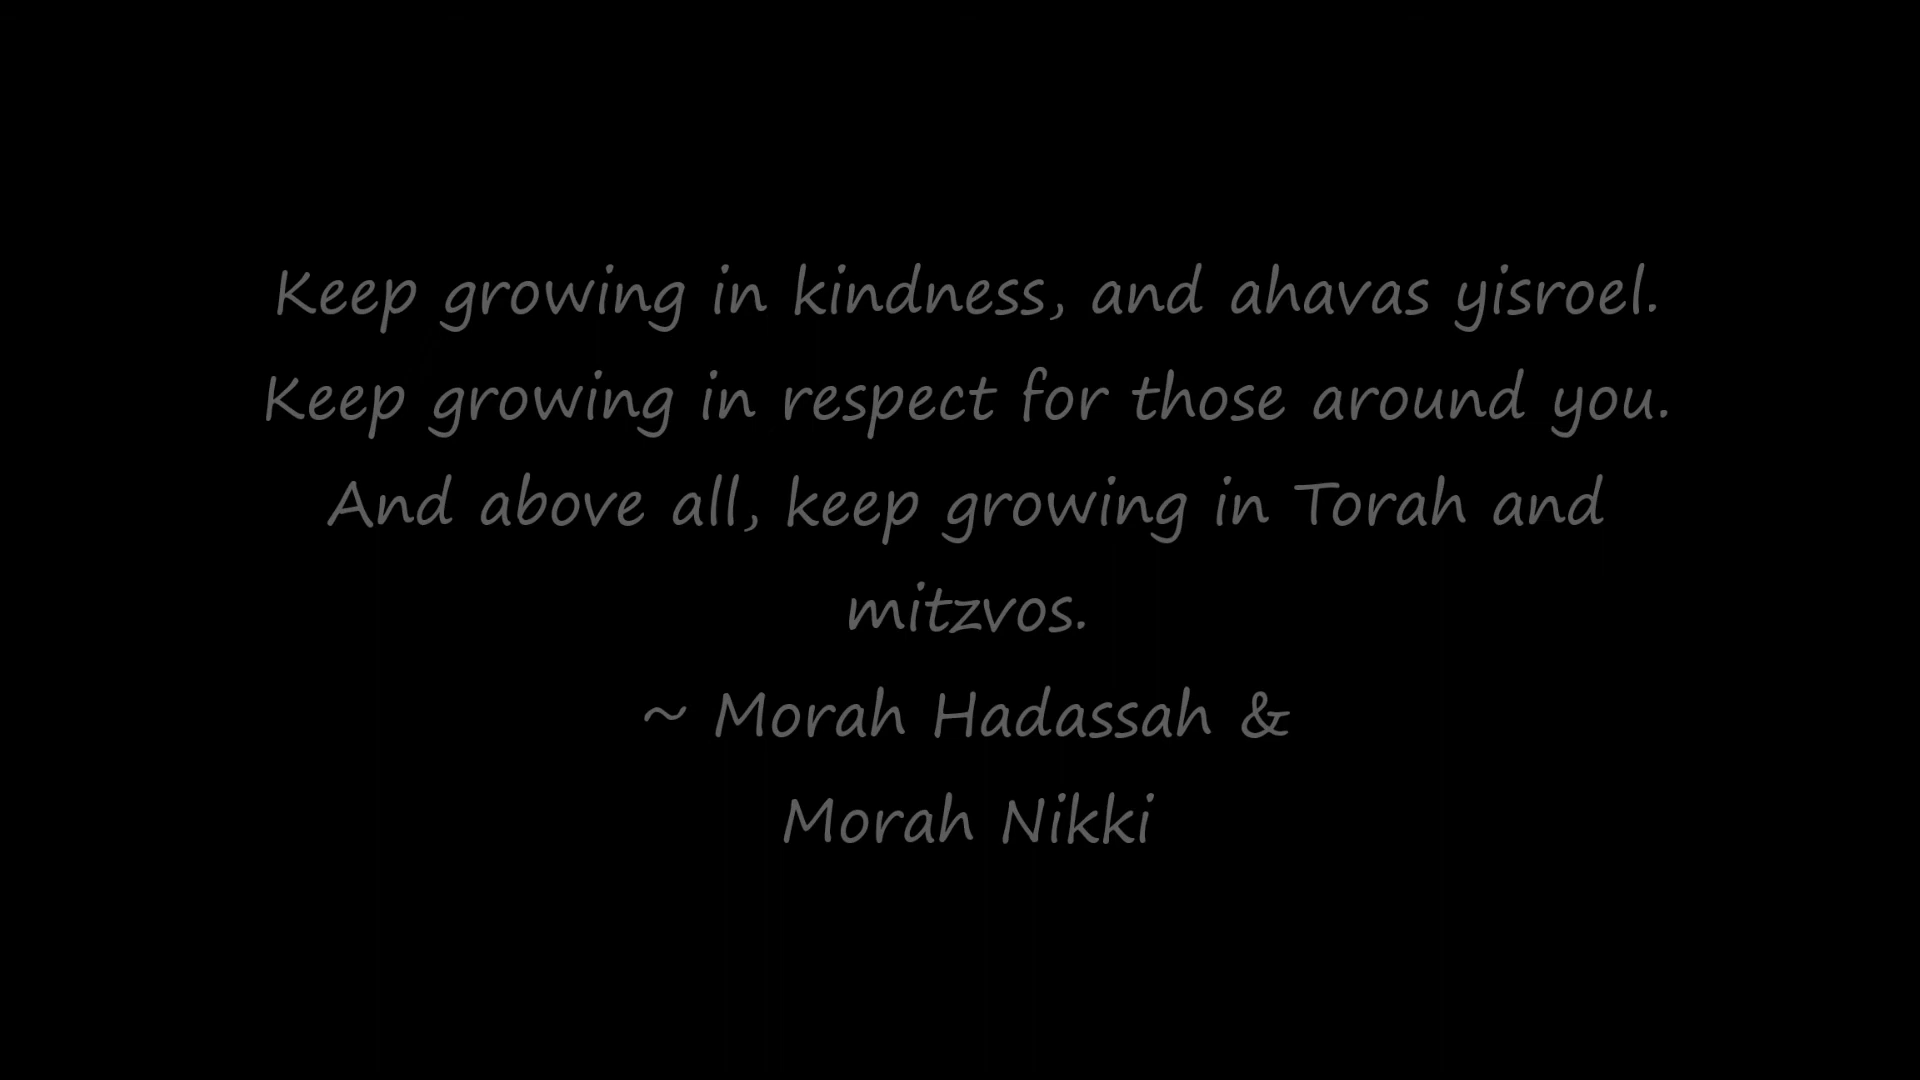 Keep growing in kindness, and ahavas yisroel.
Keep growing in respect for those around you.
And above all, keep growing in Torah and
mitzvos.
~ Morah Hadassah &
Morah Nikki